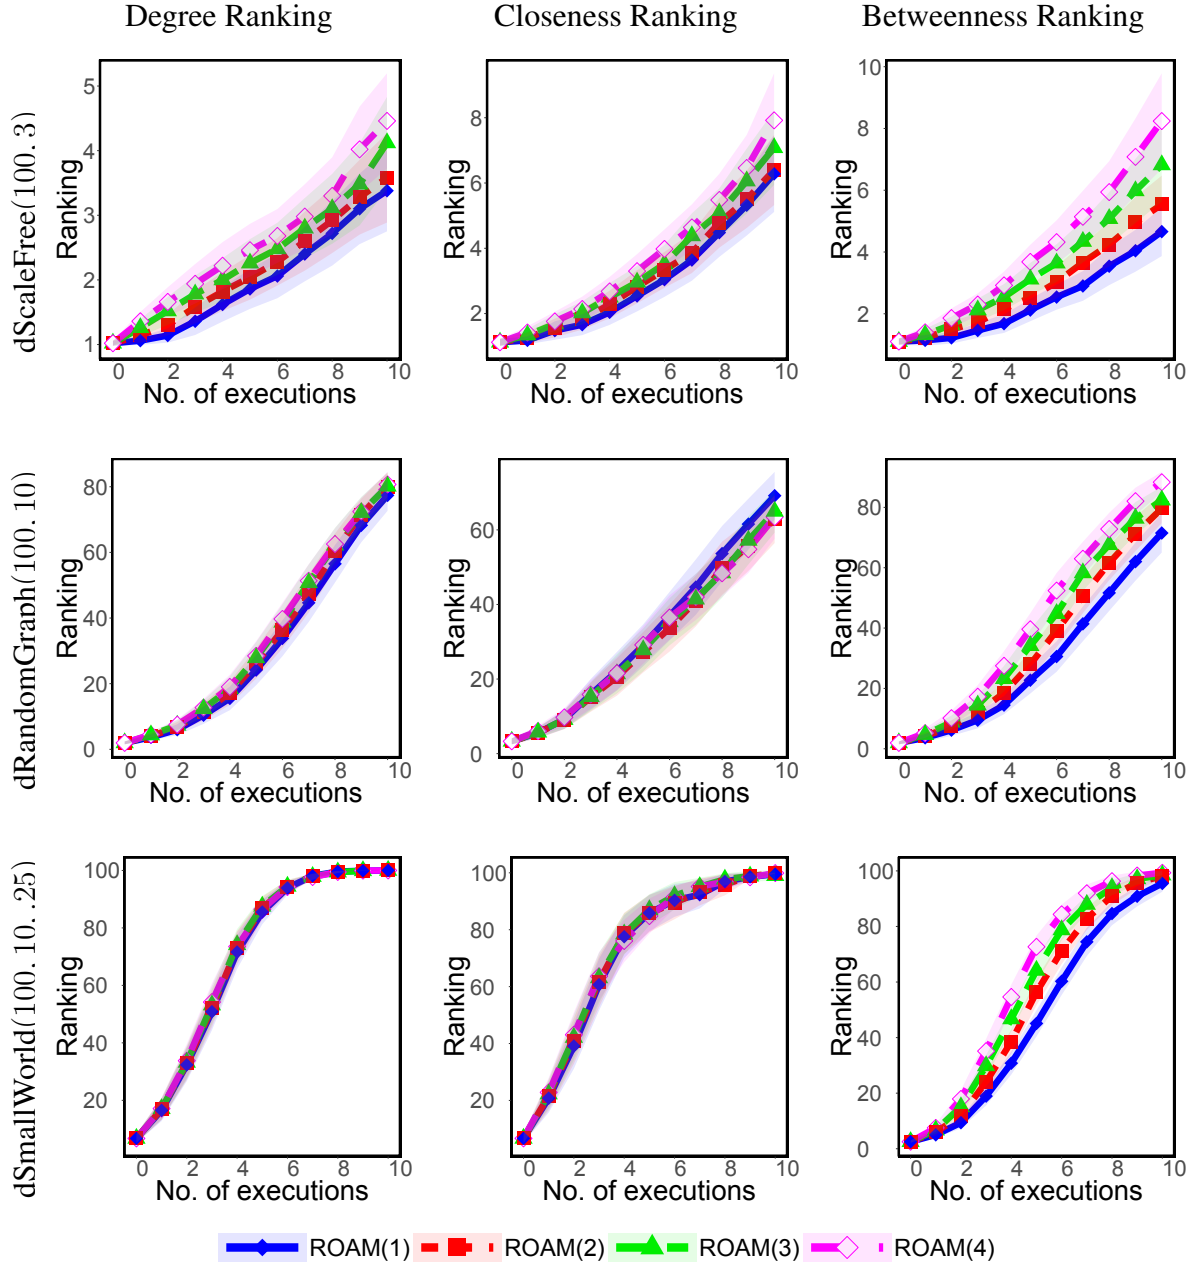 Degree Ranking Closeness Ranking Betweenness Ranking
dScaleFree(100. 3)
Ranking
5
4
3
2
1
0 2 4 6 8 10
No. of executions
Ranking
8
6
4
2
0 2 4 6 8 10
No. of executions
Ranking
10
8
6
4
2
0 2 4 6 8 10
No. of executions
dRandomGraph(100. 10)
Ranking
80
60
40
20
0
0 2 4 6 8 10
No. of executions
Ranking
60
40
20
0
0 2 4 6 8 10
No. of executions
Ranking
80
60
40
20
0
0 2 4 6 8 10
No. of executions
dSmallWorld(100. 10. .25)
Ranking
100
80
60
40
20
0 2 4 6 8 10
No. of executions
Ranking
100
80
60
40
20
0 2 4 6 8 10
No. of executions
Ranking
100
80
60
40
20
0
0 2 4 6 8 10
No. of executions
ROAM(1) ROAM(2) ROAM(3) ROAM(4)